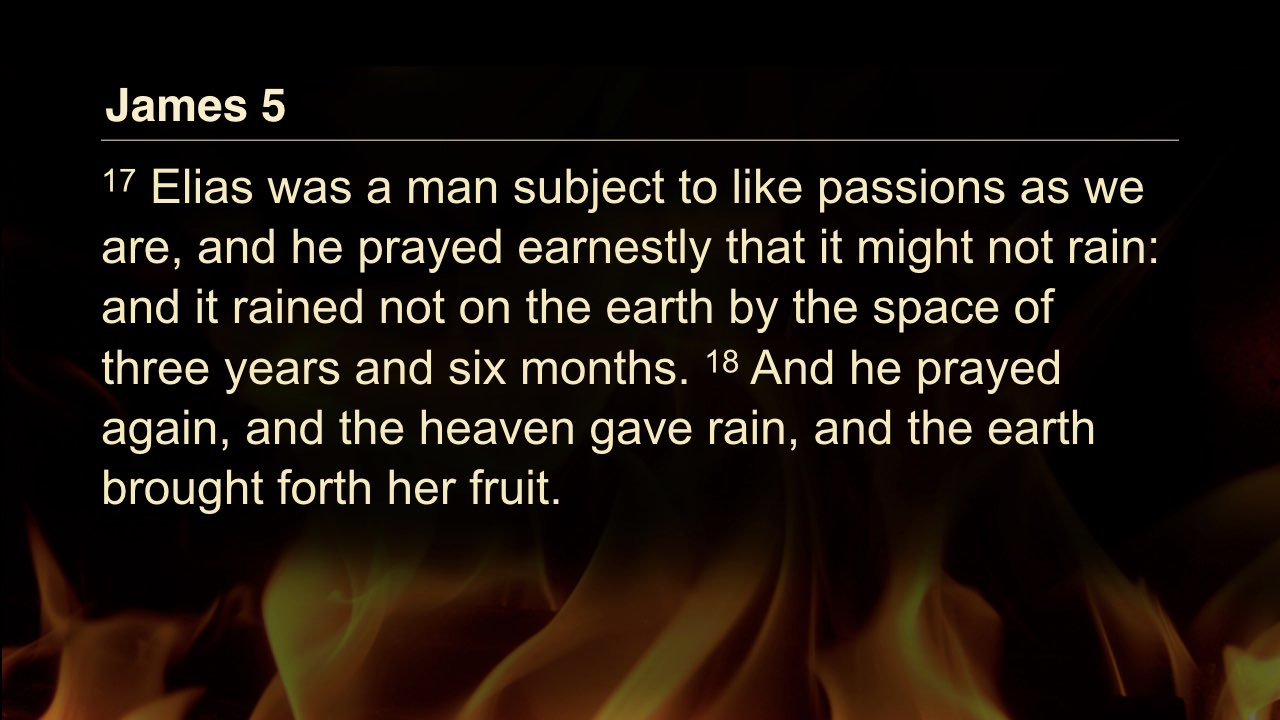 James 5
17 Elias was a man subject to like passions as we
are, and he prayed earnestly that it might not rain:
and it rained not on the earth by the space of
three years and six months. 18 And he prayed
again, and the heaven gave rain, and the earth
brought forth her fruit.